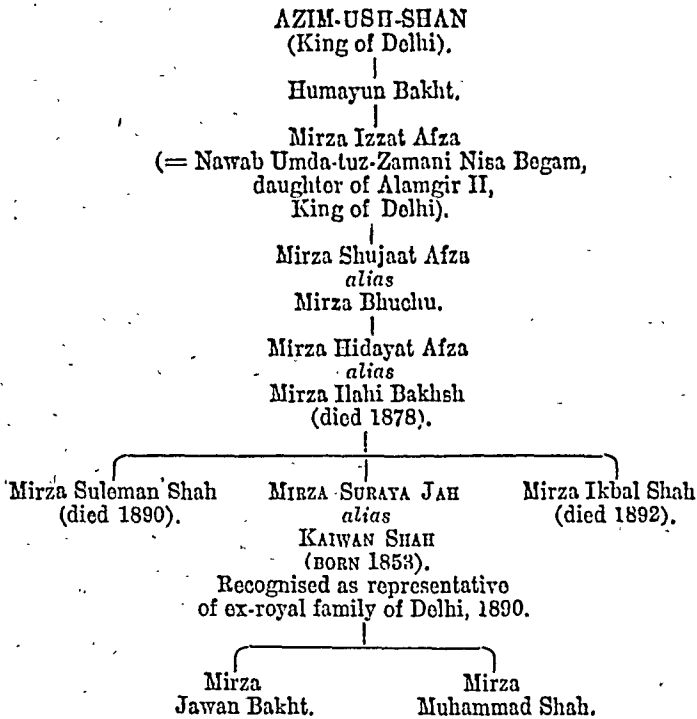 AZIM-USH-SHAN
(King of Delhi).
Humayun Bakht.
Mirza Izzat Afza
(= Nawab Umda-tuz-Zamani Nisa Begam,
daughter of Alamgir II,
King of Delhi).
Mirza Shujaat Afza
alias
Mirza Bhuchu.
Mirza Hidayat Afza
alias
Mirza Ilahi Bakhsh
(died 1878).
Mirza Suleman Shah
(died 1890).
MIRZA SURAYA JAH
alias
KAIWAN SHAH
(BORN 1853).
Recognised as representative
of ex-royal family of Delhi, 1890.
Mirza Ikbal Shah
(died 1892).
Mirza
Jawan Bakht.
Mirza
Muhammad Shah.